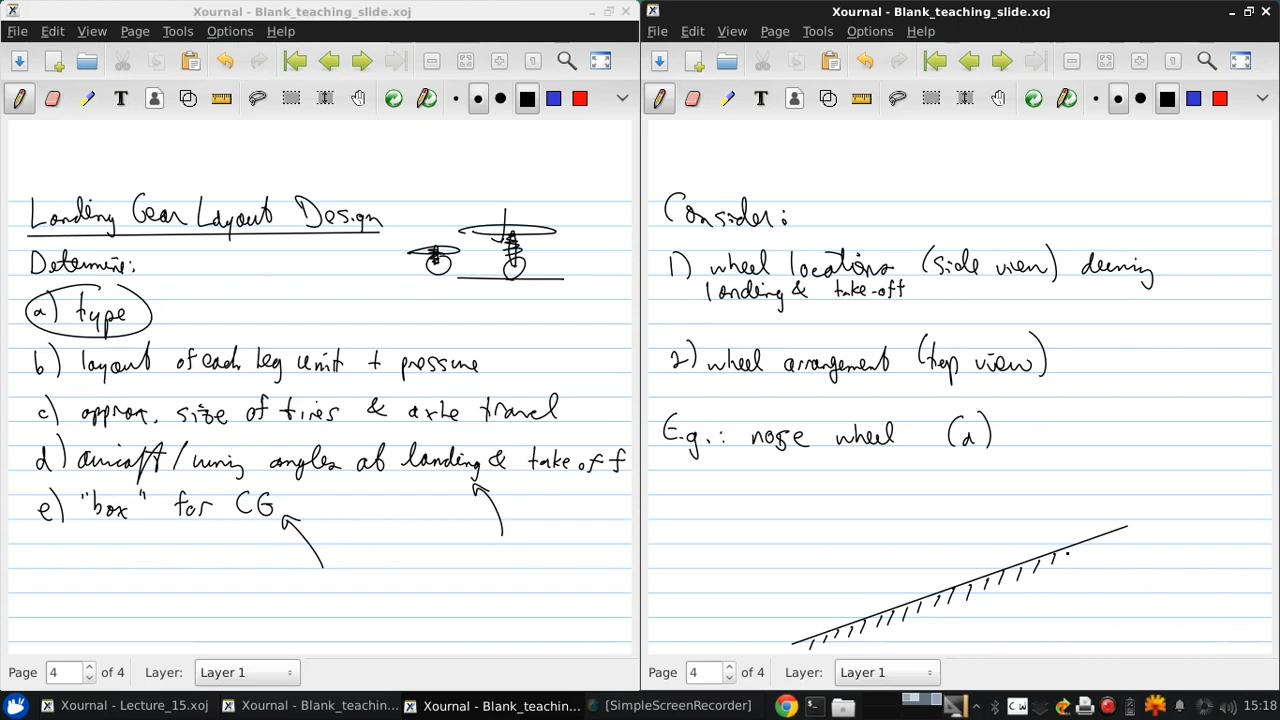 Xournal - Blank_teaching_slide.xoj
File Edit View Page Tools Options Help
Landing Gear Layout Design
Determine:
a) type
b) layout of each leg unit + pressure
c) approx. size of tires & axle travel
d) aircraft / wing angles at landing & take off
e) "box" for CG
Page 4 of 4 Layer: Layer 1
Xournal - Blank_teaching_slide.xoj
File Edit View Page Tools Options Help
Consider:
1) wheel locations (side view) during
landing & take-off
2) wheel arrangement (top view)
E.g.: nose wheel (a)
Page 4 of 4 Layer: Layer 1
Xournal - Lecture_15.xoj
Xournal - Blank_teachin...
Xournal - Blank_teachin...
[SimpleScreenRecorder]
CW
15:18